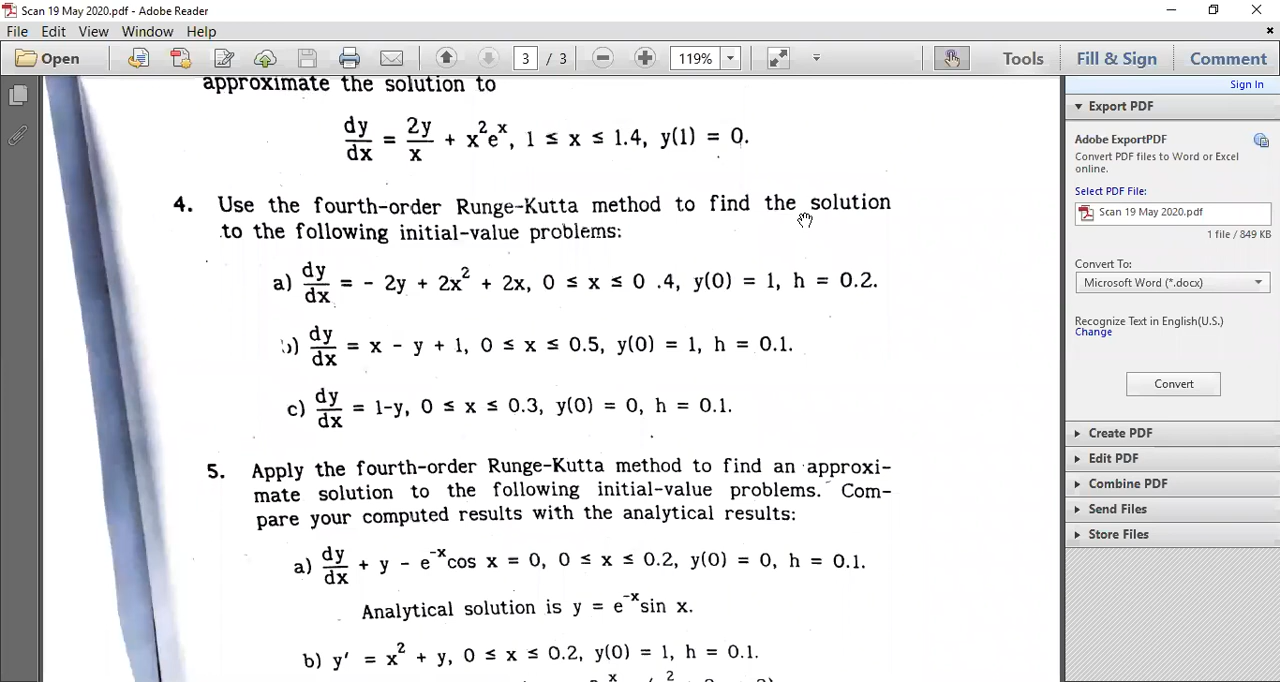 Scan 19 May 2020.pdf - Adobe Reader
File Edit View Window Help
Open 3 / 3 119% Tools Fill & Sign Comment
Sign In
approximate the solution to
dy/dx = 2y/x + x²eˣ, 1 ≤ x ≤ 1.4, y(1) = 0.
4. Use the fourth-order Runge-Kutta method to find the solution
to the following initial-value problems:
a) dy/dx = - 2y + 2x² + 2x, 0 ≤ x ≤ 0 .4, y(0) = 1, h = 0.2.
b) dy/dx = x - y + 1, 0 ≤ x ≤ 0.5, y(0) = 1, h = 0.1.
c) dy/dx = 1-y, 0 ≤ x ≤ 0.3, y(0) = 0, h = 0.1.
5. Apply the fourth-order Runge-Kutta method to find an approxi-
mate solution to the following initial-value problems. Com-
pare your computed results with the analytical results:
a) dy/dx + y - e⁻ˣcos x = 0, 0 ≤ x ≤ 0.2, y(0) = 0, h = 0.1.
Analytical solution is y = e⁻ˣsin x.
b) y' = x² + y, 0 ≤ x ≤ 0.2, y(0) = 1, h = 0.1.
Export PDF
Adobe ExportPDF
Convert PDF files to Word or Excel
online.
Select PDF File:
Scan 19 May 2020.pdf
1 file / 849 KB
Convert To:
Microsoft Word (*.docx)
Recognize Text in English(U.S.)
Change
Convert
Create PDF
Edit PDF
Combine PDF
Send Files
Store Files